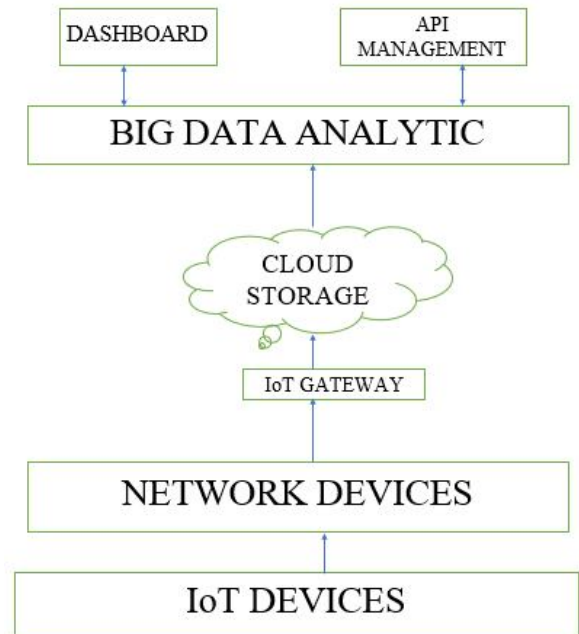 DASHBOARD
API
MANAGEMENT
BIG DATA ANALYTIC
CLOUD
STORAGE
IoT GATEWAY
NETWORK DEVICES
IoT DEVICES